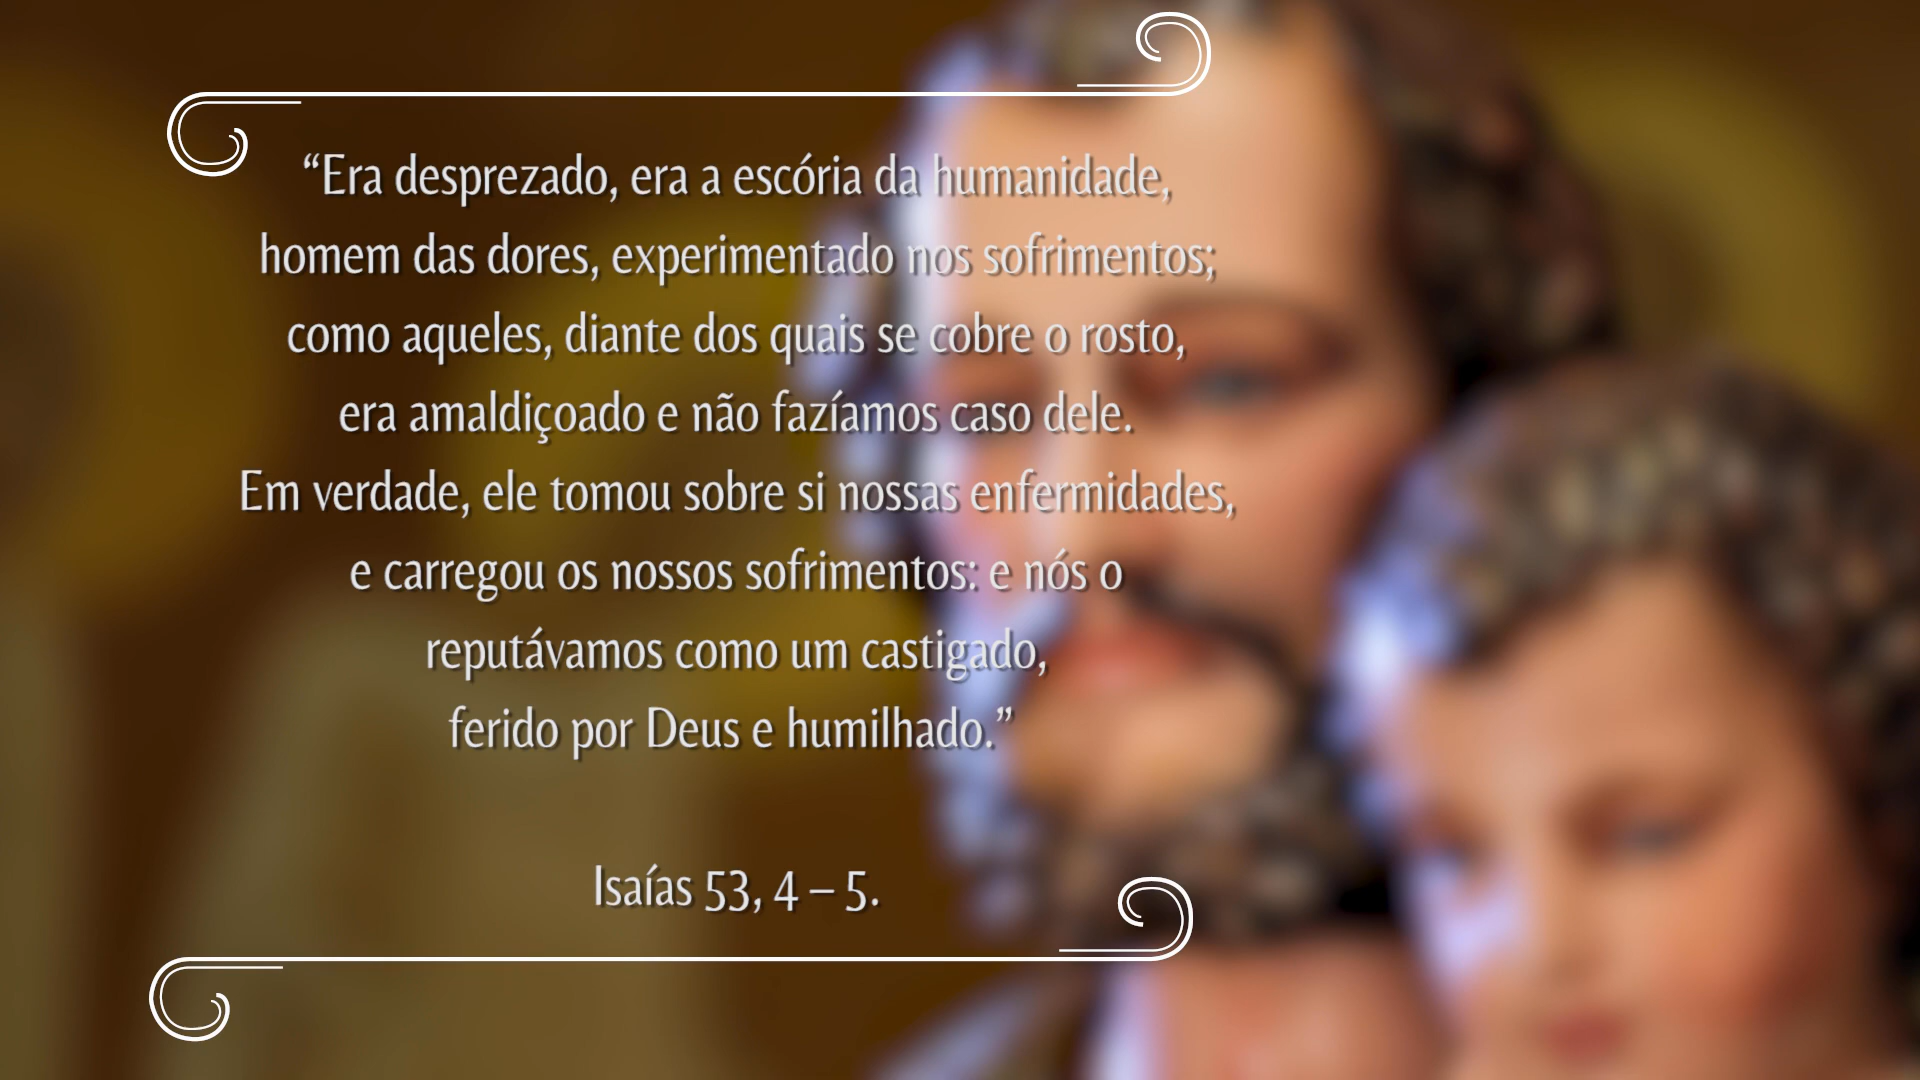 “Era desprezado, era a escória da humanidade,
homem das dores, experimentado nos sofrimentos;
como aqueles, diante dos quais se cobre o rosto,
era amaldiçoado e não fazíamos caso dele.
Em verdade, ele tomou sobre si nossas enfermidades,
e carregou os nossos sofrimentos: e nós o
reputávamos como um castigado,
ferido por Deus e humilhado.”
Isaías 53, 4 – 5.